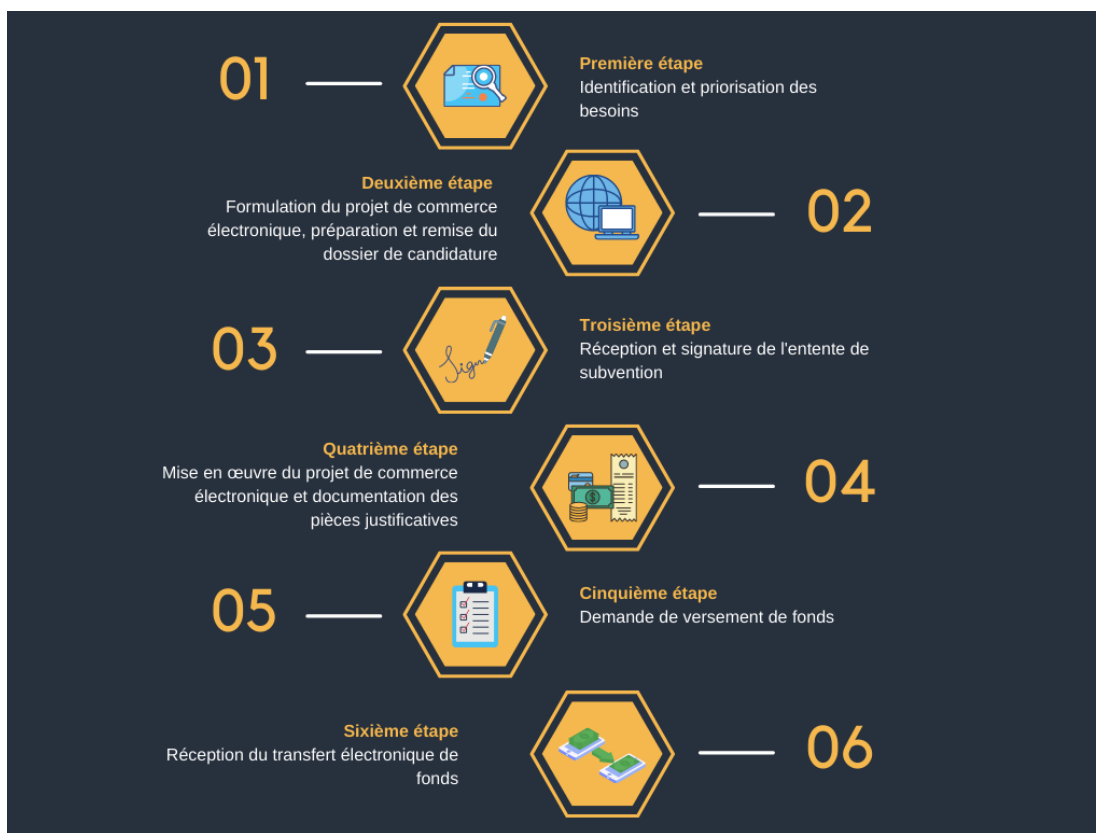 01
Première étape
Identification et priorisation des
besoins
Deuxième étape
Formulation du projet de commerce
électronique, préparation et remise du
dossier de candidature
02
03
Sign
Troisième étape
Réception et signature de l'entente de
subvention
Quatrième étape
Mise en œuvre du projet de commerce
électronique et documentation des
pièces justificatives
$
04
05
Cinquième étape
Demande de versement de fonds
Sixième étape
Réception du transfert électronique de
fonds
06